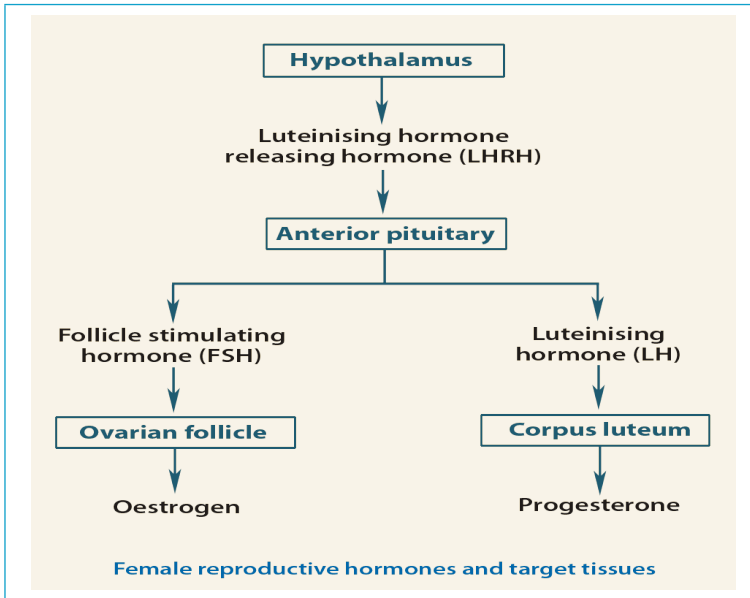 Hypothalamus
Luteinising hormone
releasing hormone (LHRH)
Anterior pituitary
Follicle stimulating
hormone (FSH)
Luteinising
hormone (LH)
Ovarian follicle
Corpus luteum
Oestrogen
Progesterone
Female reproductive hormones and target tissues